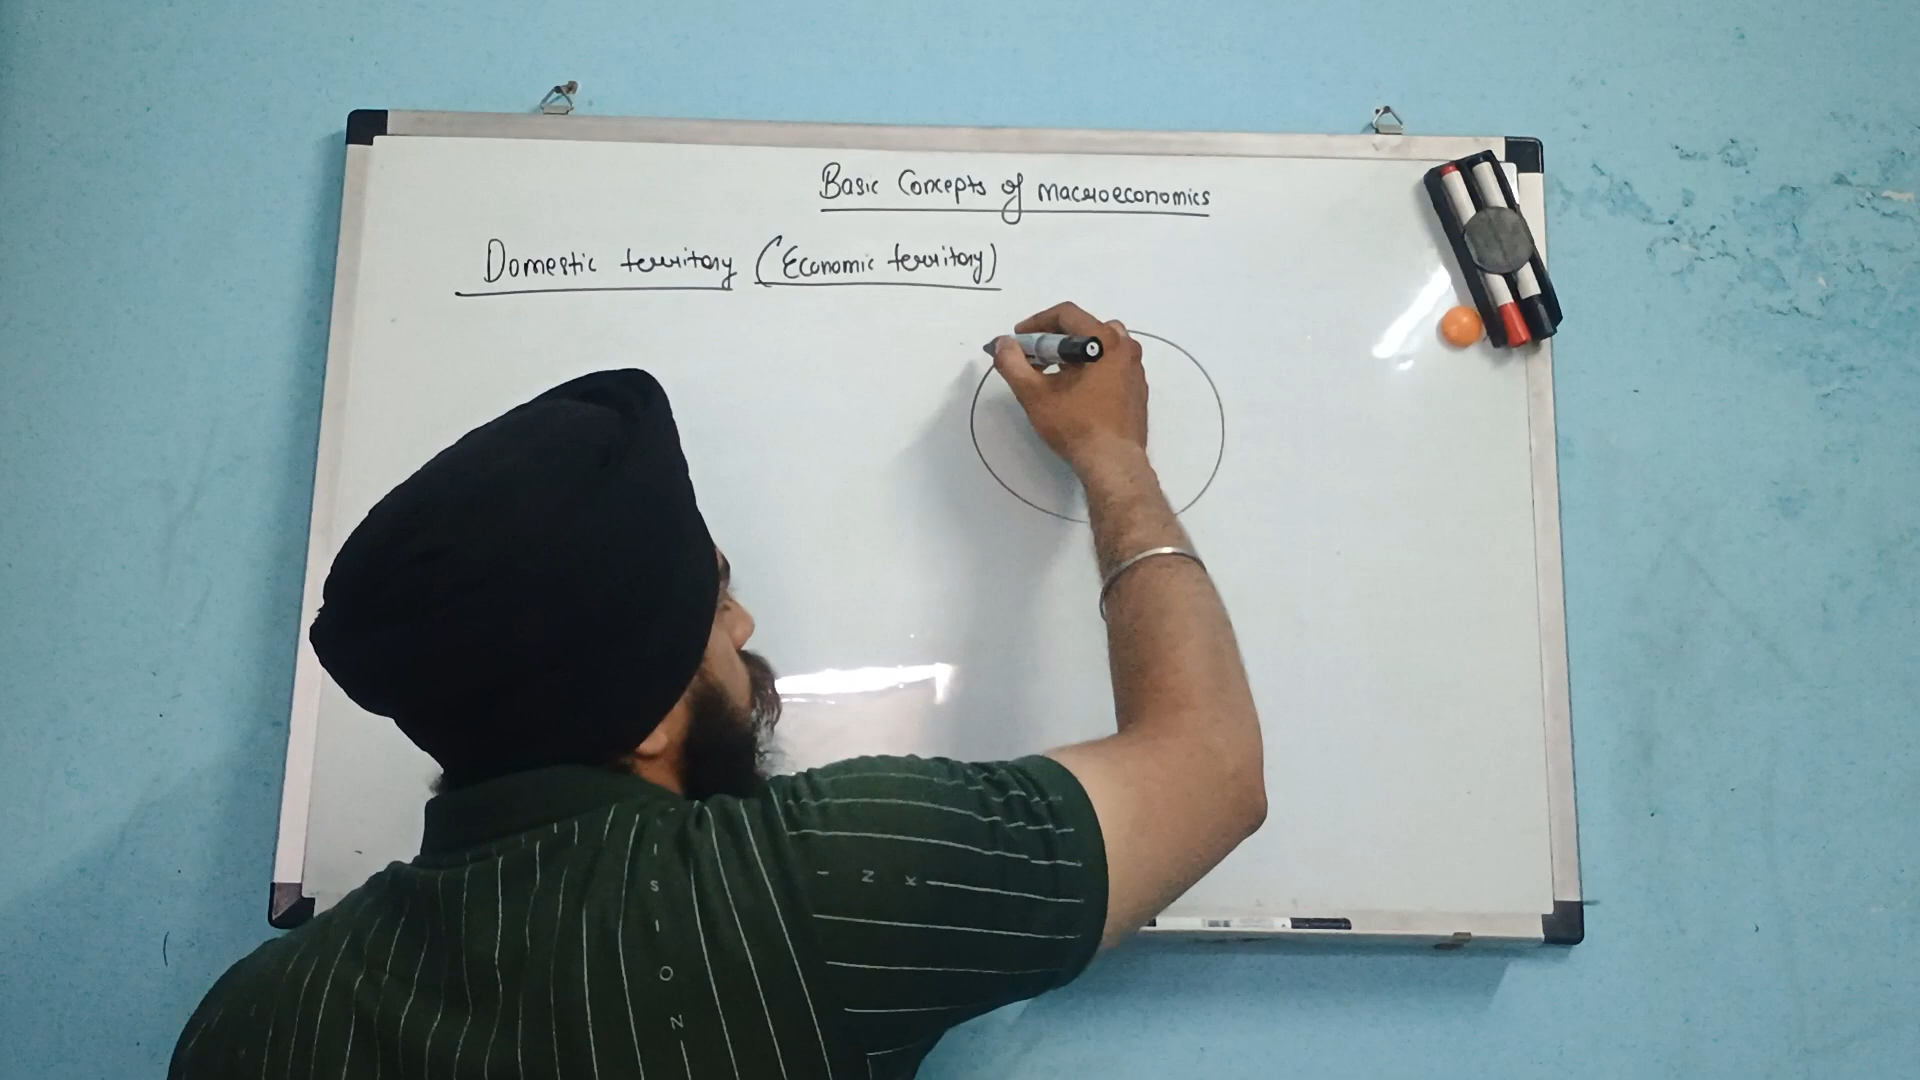 Basic Concepts of macroeconomics
Domestic territory (Economic territory)
I Z K
I S I O N